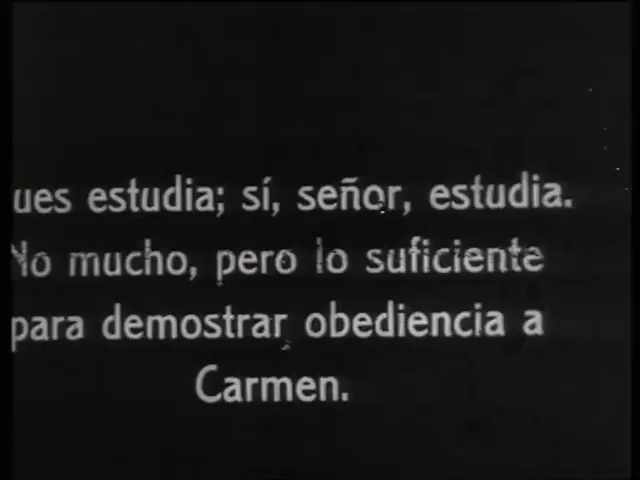 ues estudia; sí, señor, estudia.
No mucho, pero lo suficiente
para demostrar obediencia a
Carmen.